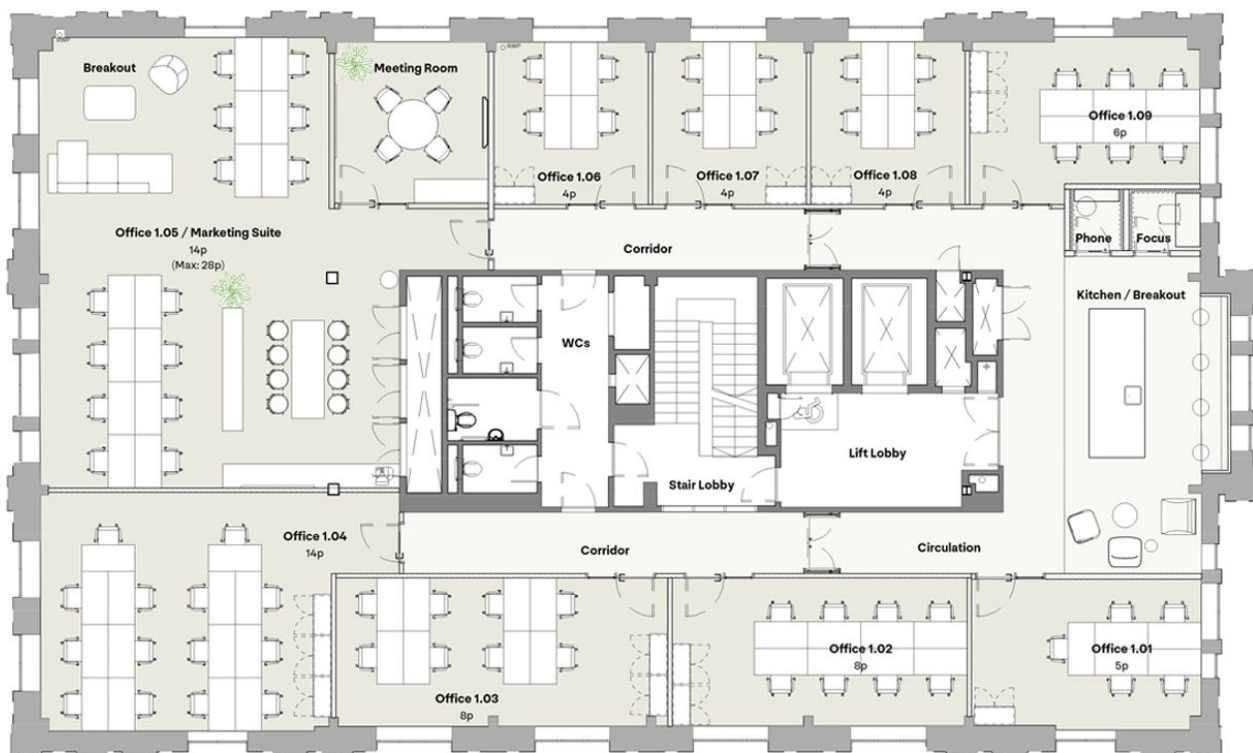 RWP
Breakout
Meeting Room
RWP
Office 1.09
6p
Office 1.06
4p
Office 1.07
4p
Office 1.08
4p
Office 1.05 / Marketing Suite
14p
(Max: 28p)
Corridor
Phone
Focus
Kitchen / Breakout
WCs
Lift Lobby
Stair Lobby
Office 1.04
14p
Corridor
Circulation
Office 1.03
8p
Office 1.02
8p
Office 1.01
5p